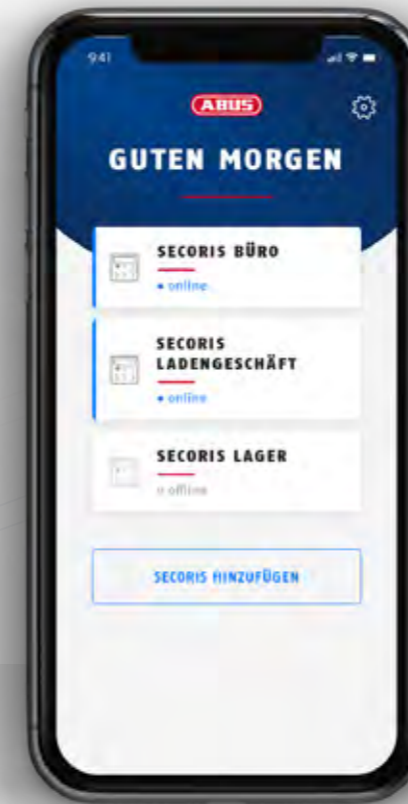 9:41
ABUS
GUTEN MORGEN
SECORIS BÜRO
• online
SECORIS
LADENGESCHÄFT
• online
SECORIS LAGER
o offline
SECORIS HINZUFÜGEN